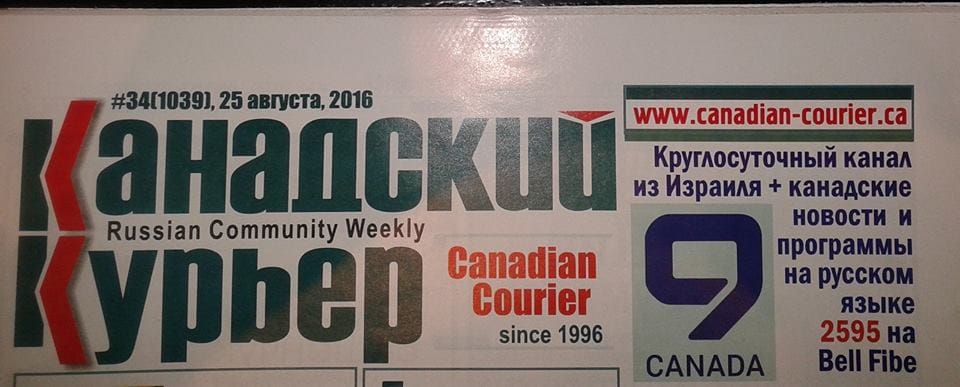 #34(1039), 25 августа, 2016
Канадский
Russian Community Weekly
Курьер
Canadian
Courier
since 1996
www.canadian-courier.ca
Круглосуточный канал
из Израиля + канадские
новости и
программы
на русском
языке
2595 на
Bell Fibe
9
CANADA